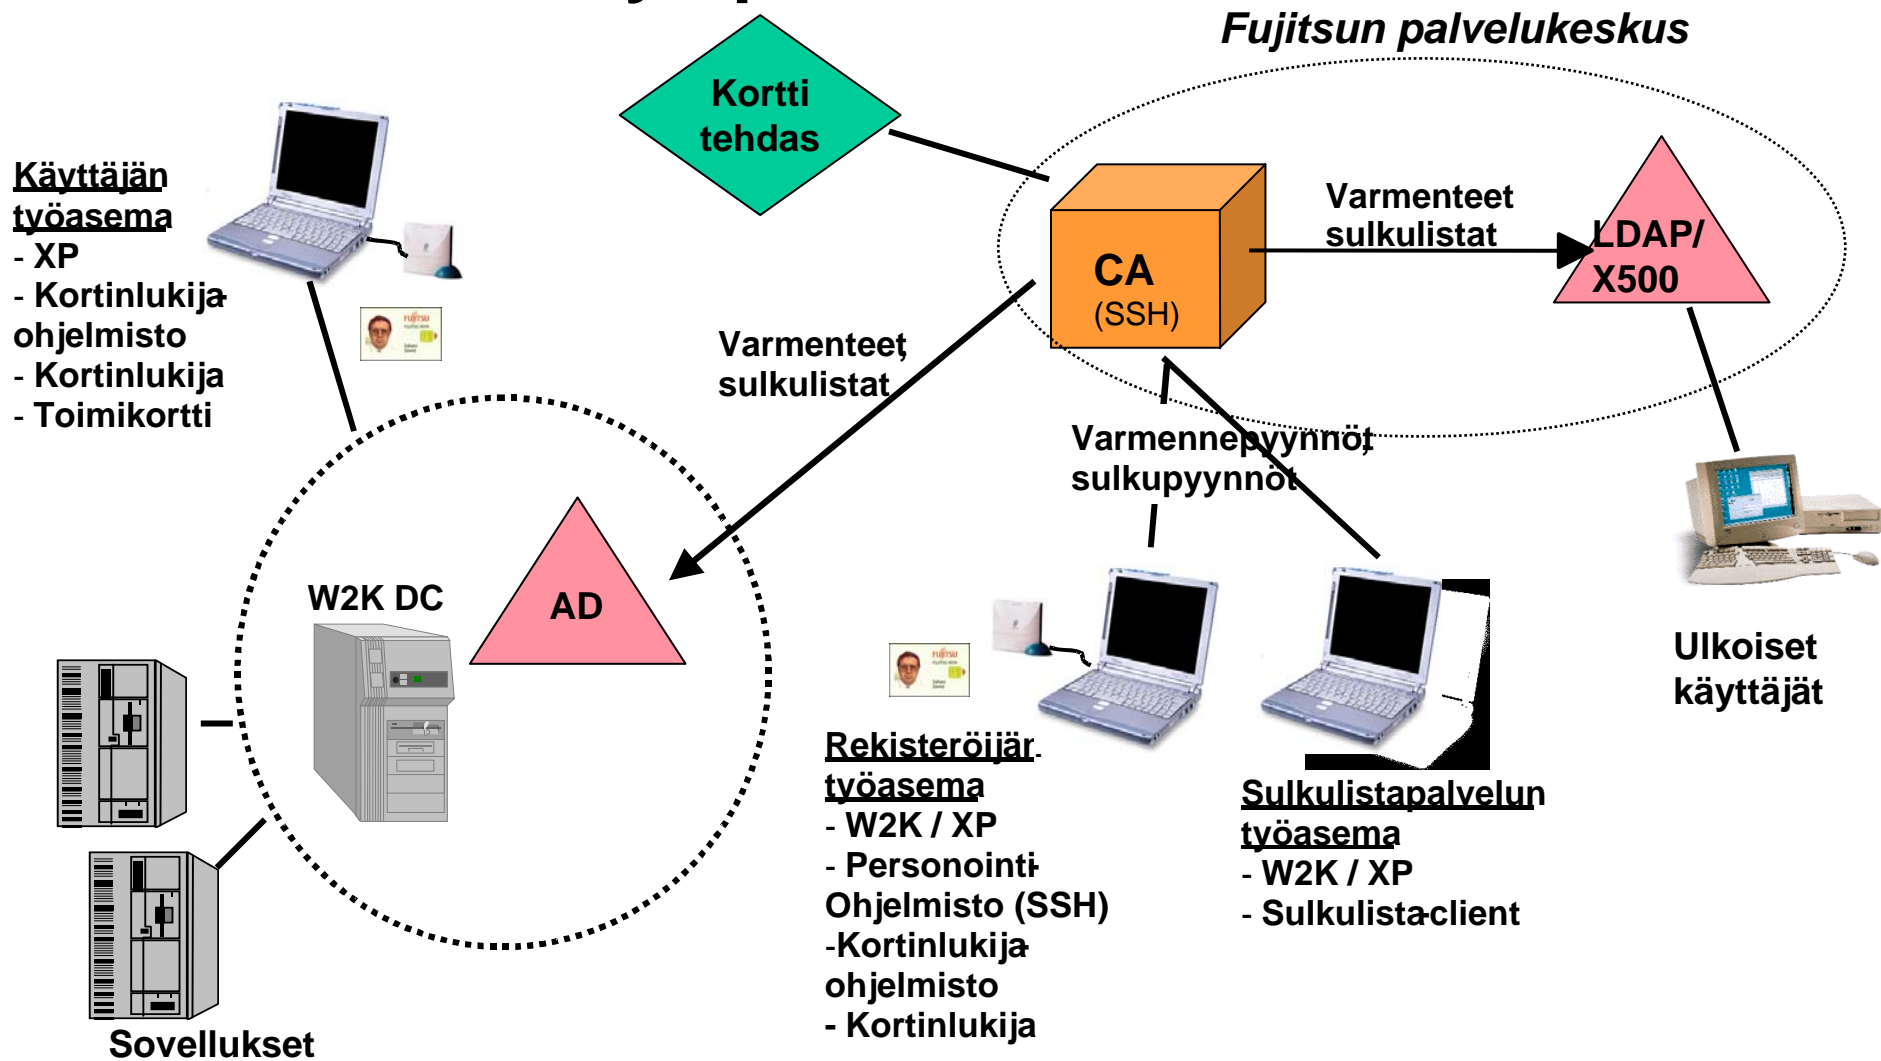 Fujitsun palvelukeskus
Kortti
tehdas
Käyttäjän
työasema
- XP
- Kortinlukija-
ohjelmisto
- Kortinlukija
- Toimikortti
FUJITSU
Varmenteet
sulkulistat
LDAP/
X500
CA
(SSH)
Varmenteet,
sulkulistat
Varmennepyynnöt,
sulkupyynnöt
W2K DC
AD
FUJITSU
Ulkoiset
käyttäjät
Rekisteröijän
työasema
- W2K / XP
- Personointi-
Ohjelmisto (SSH)
-Kortinlukija-
ohjelmisto
- Kortinlukija
Sulkulistapalvelun
työasema
- W2K / XP
- Sulkulista-client
Sovellukset